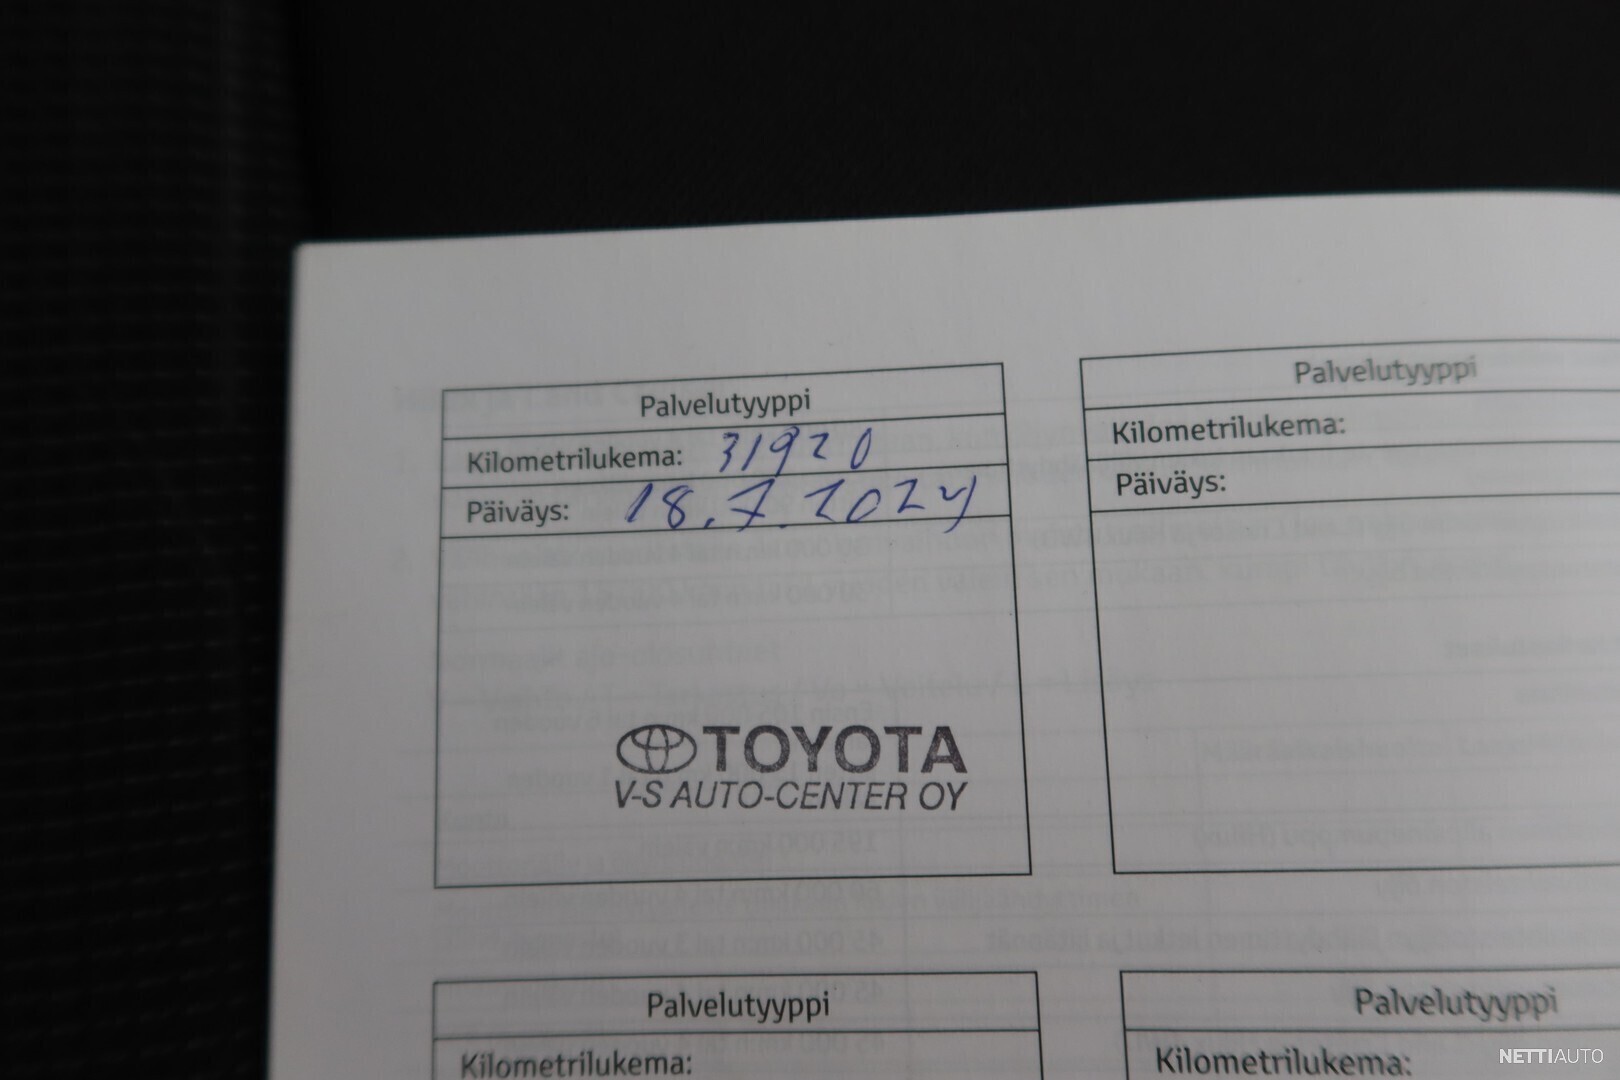 Palvelutyyppi
Kilometrilukema: 31920
Päiväys: 18.7.2024
TOYOTA
V-S AUTO-CENTER OY
Palvelutyyppi
Kilometrilukema:
Päiväys:
Palvelutyyppi
Kilometrilukema:
Palvelutyyppi
Kilometrilukema:
NETTIAUTO